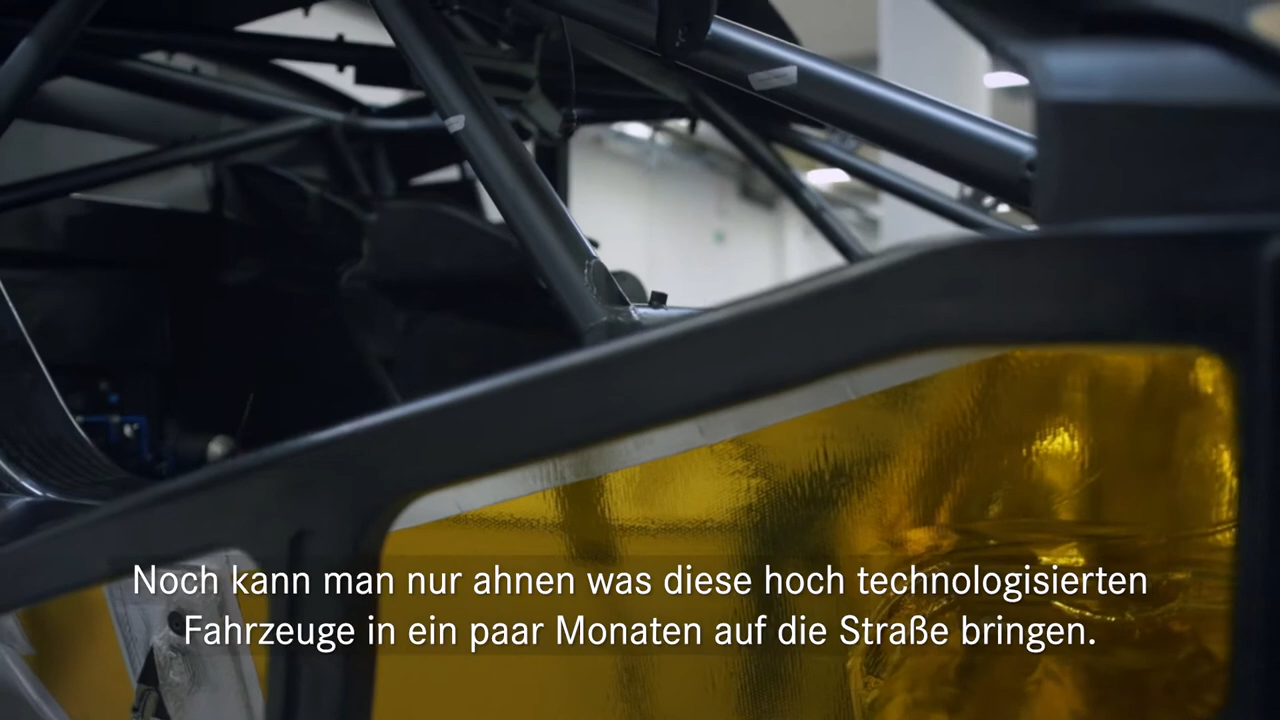 Noch kann man nur ahnen was diese hoch technologisierten
Fahrzeuge in ein paar Monaten auf die Straße bringen.